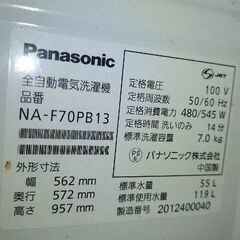 Panasonic
全自動電気洗濯機
品番
NA-F70PB13
外形寸法
幅 562 mm
奥行 572 mm
高さ 957 mm
JET
定格電圧 100 V
定格周波数 50/60 Hz
定格消費電力 480/545 W
定格時間 洗いのみ 14 分
標準洗濯容量 7.0 kg
パナソニック株式会社
中国製
標準水量 55 L
標準使用水量 119 L
製造番号 2012400040